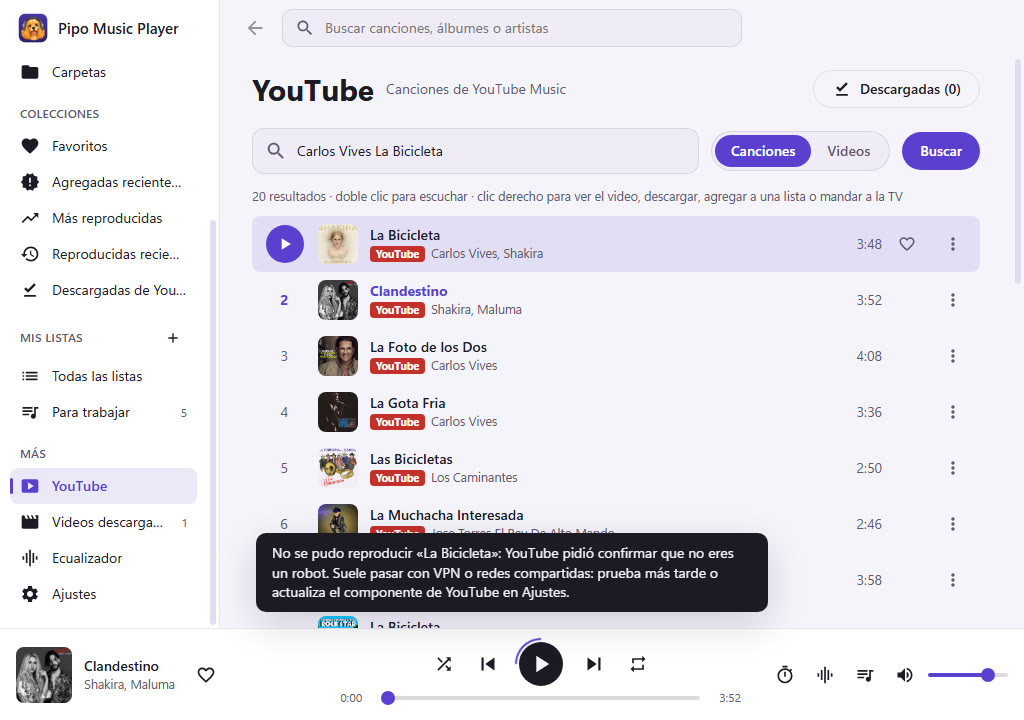 Pipo Music Player
Carpetas
COLECCIONES
Favoritos
Agregadas reciente...
Más reproducidas
Reproducidas recie...
Descargadas de You...
MIS LISTAS
Todas las listas
Para trabajar 5
MÁS
YouTube
Videos descarga... 1
Ecualizador
Ajustes
Buscar canciones, álbumes o artistas
YouTube Canciones de YouTube Music
Descargadas (0)
Carlos Vives La Bicicleta
Canciones Videos Buscar
20 resultados · doble clic para escuchar · clic derecho para ver el video, descargar, agregar a una lista o mandar a la TV
La Bicicleta
YouTube Carlos Vives, Shakira
3:48
2 Clandestino
YouTube Shakira, Maluma
3:52
3 La Foto de los Dos
YouTube Carlos Vives
4:08
4 La Gota Fria
YouTube Carlos Vives
3:36
5 Las Bicicletas
YouTube Los Caminantes
2:50
6 La Muchacha Interesada
YouTube Jose Torres El Rey De Alto Mando
2:46
No se pudo reproducir «La Bicicleta»: YouTube pidió confirmar que no eres
un robot. Suele pasar con VPN o redes compartidas: prueba más tarde o
actualiza el componente de YouTube en Ajustes.
3:58
La Bicicleta
Clandestino
Shakira, Maluma
0:00
3:52